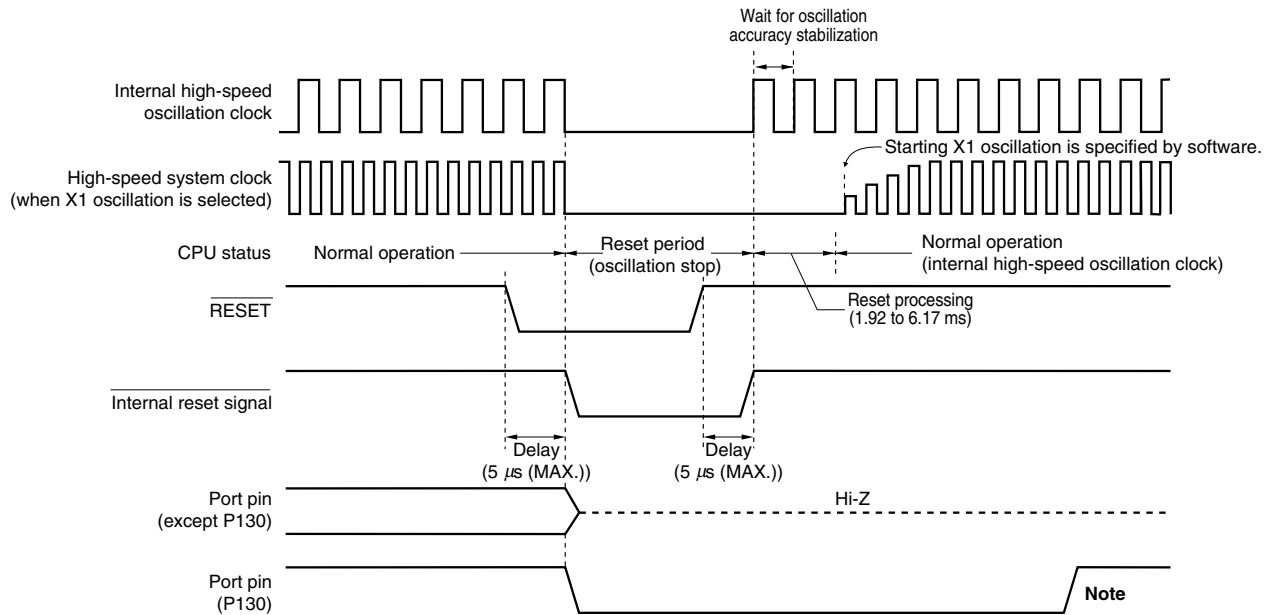 Wait for oscillation
accuracy stabilization
Internal high-speed
oscillation clock
Starting X1 oscillation is specified by software.
High-speed system clock
(when X1 oscillation is selected)
CPU status
Normal operation
Reset period
(oscillation stop)
Normal operation
(internal high-speed oscillation clock)
Reset processing
(1.92 to 6.17 ms)
RESET
Internal reset signal
Delay
(5 μs (MAX.))
Delay
(5 μs (MAX.))
Port pin
(except P130)
Hi-Z
Port pin
(P130)
Note